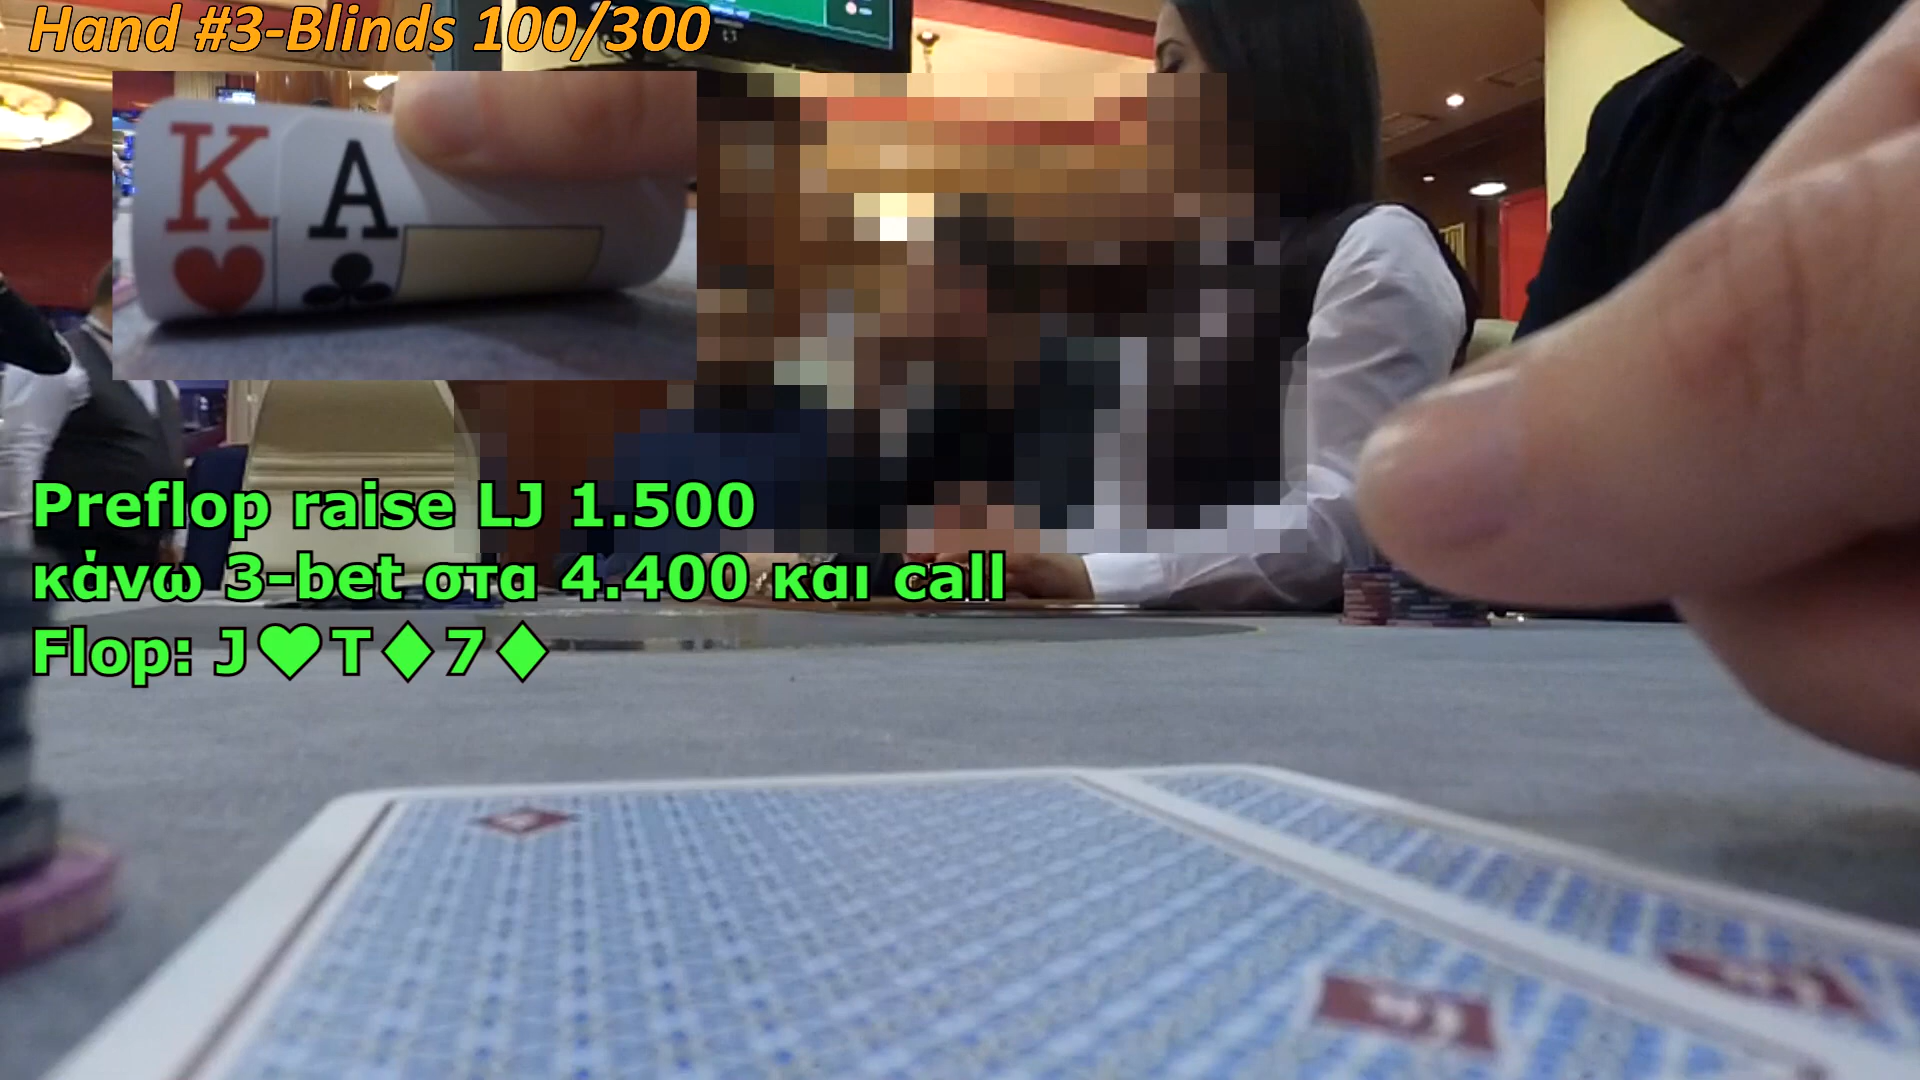 Hand #3-Blinds 100/300
K A
Preflop raise LJ 1.500
κάνω 3-bet στα 4.400 και call
Flop: J♥T♦7♦